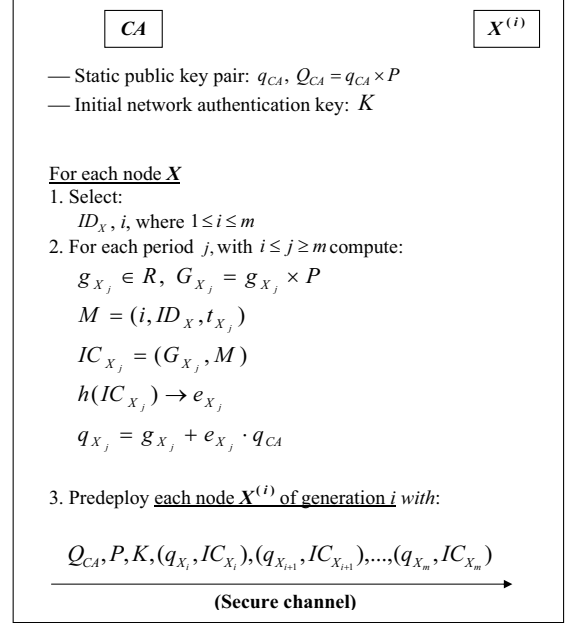 CA X^(i)
— Static public key pair: q_CA, Q_CA = q_CA × P
— Initial network authentication key: K
For each node X
1. Select:
ID_X, i, where 1 ≤ i ≤ m
2. For each period j, with i ≤ j ≥ m compute:
g_{X_j} ∈ R, G_{X_j} = g_{X_j} × P
M = (i, ID_X, t_{X_j})
IC_{X_j} = (G_{X_j}, M)
h(IC_{X_j}) → e_{X_j}
q_{X_j} = g_{X_j} + e_{X_j} · q_CA
3. Predeploy each node X^(i) of generation i with:
Q_CA, P, K, (q_{X_i}, IC_{X_i}), (q_{X_{i+1}}, IC_{X_{i+1}}),..., (q_{X_m}, IC_{X_m})
(Secure channel)